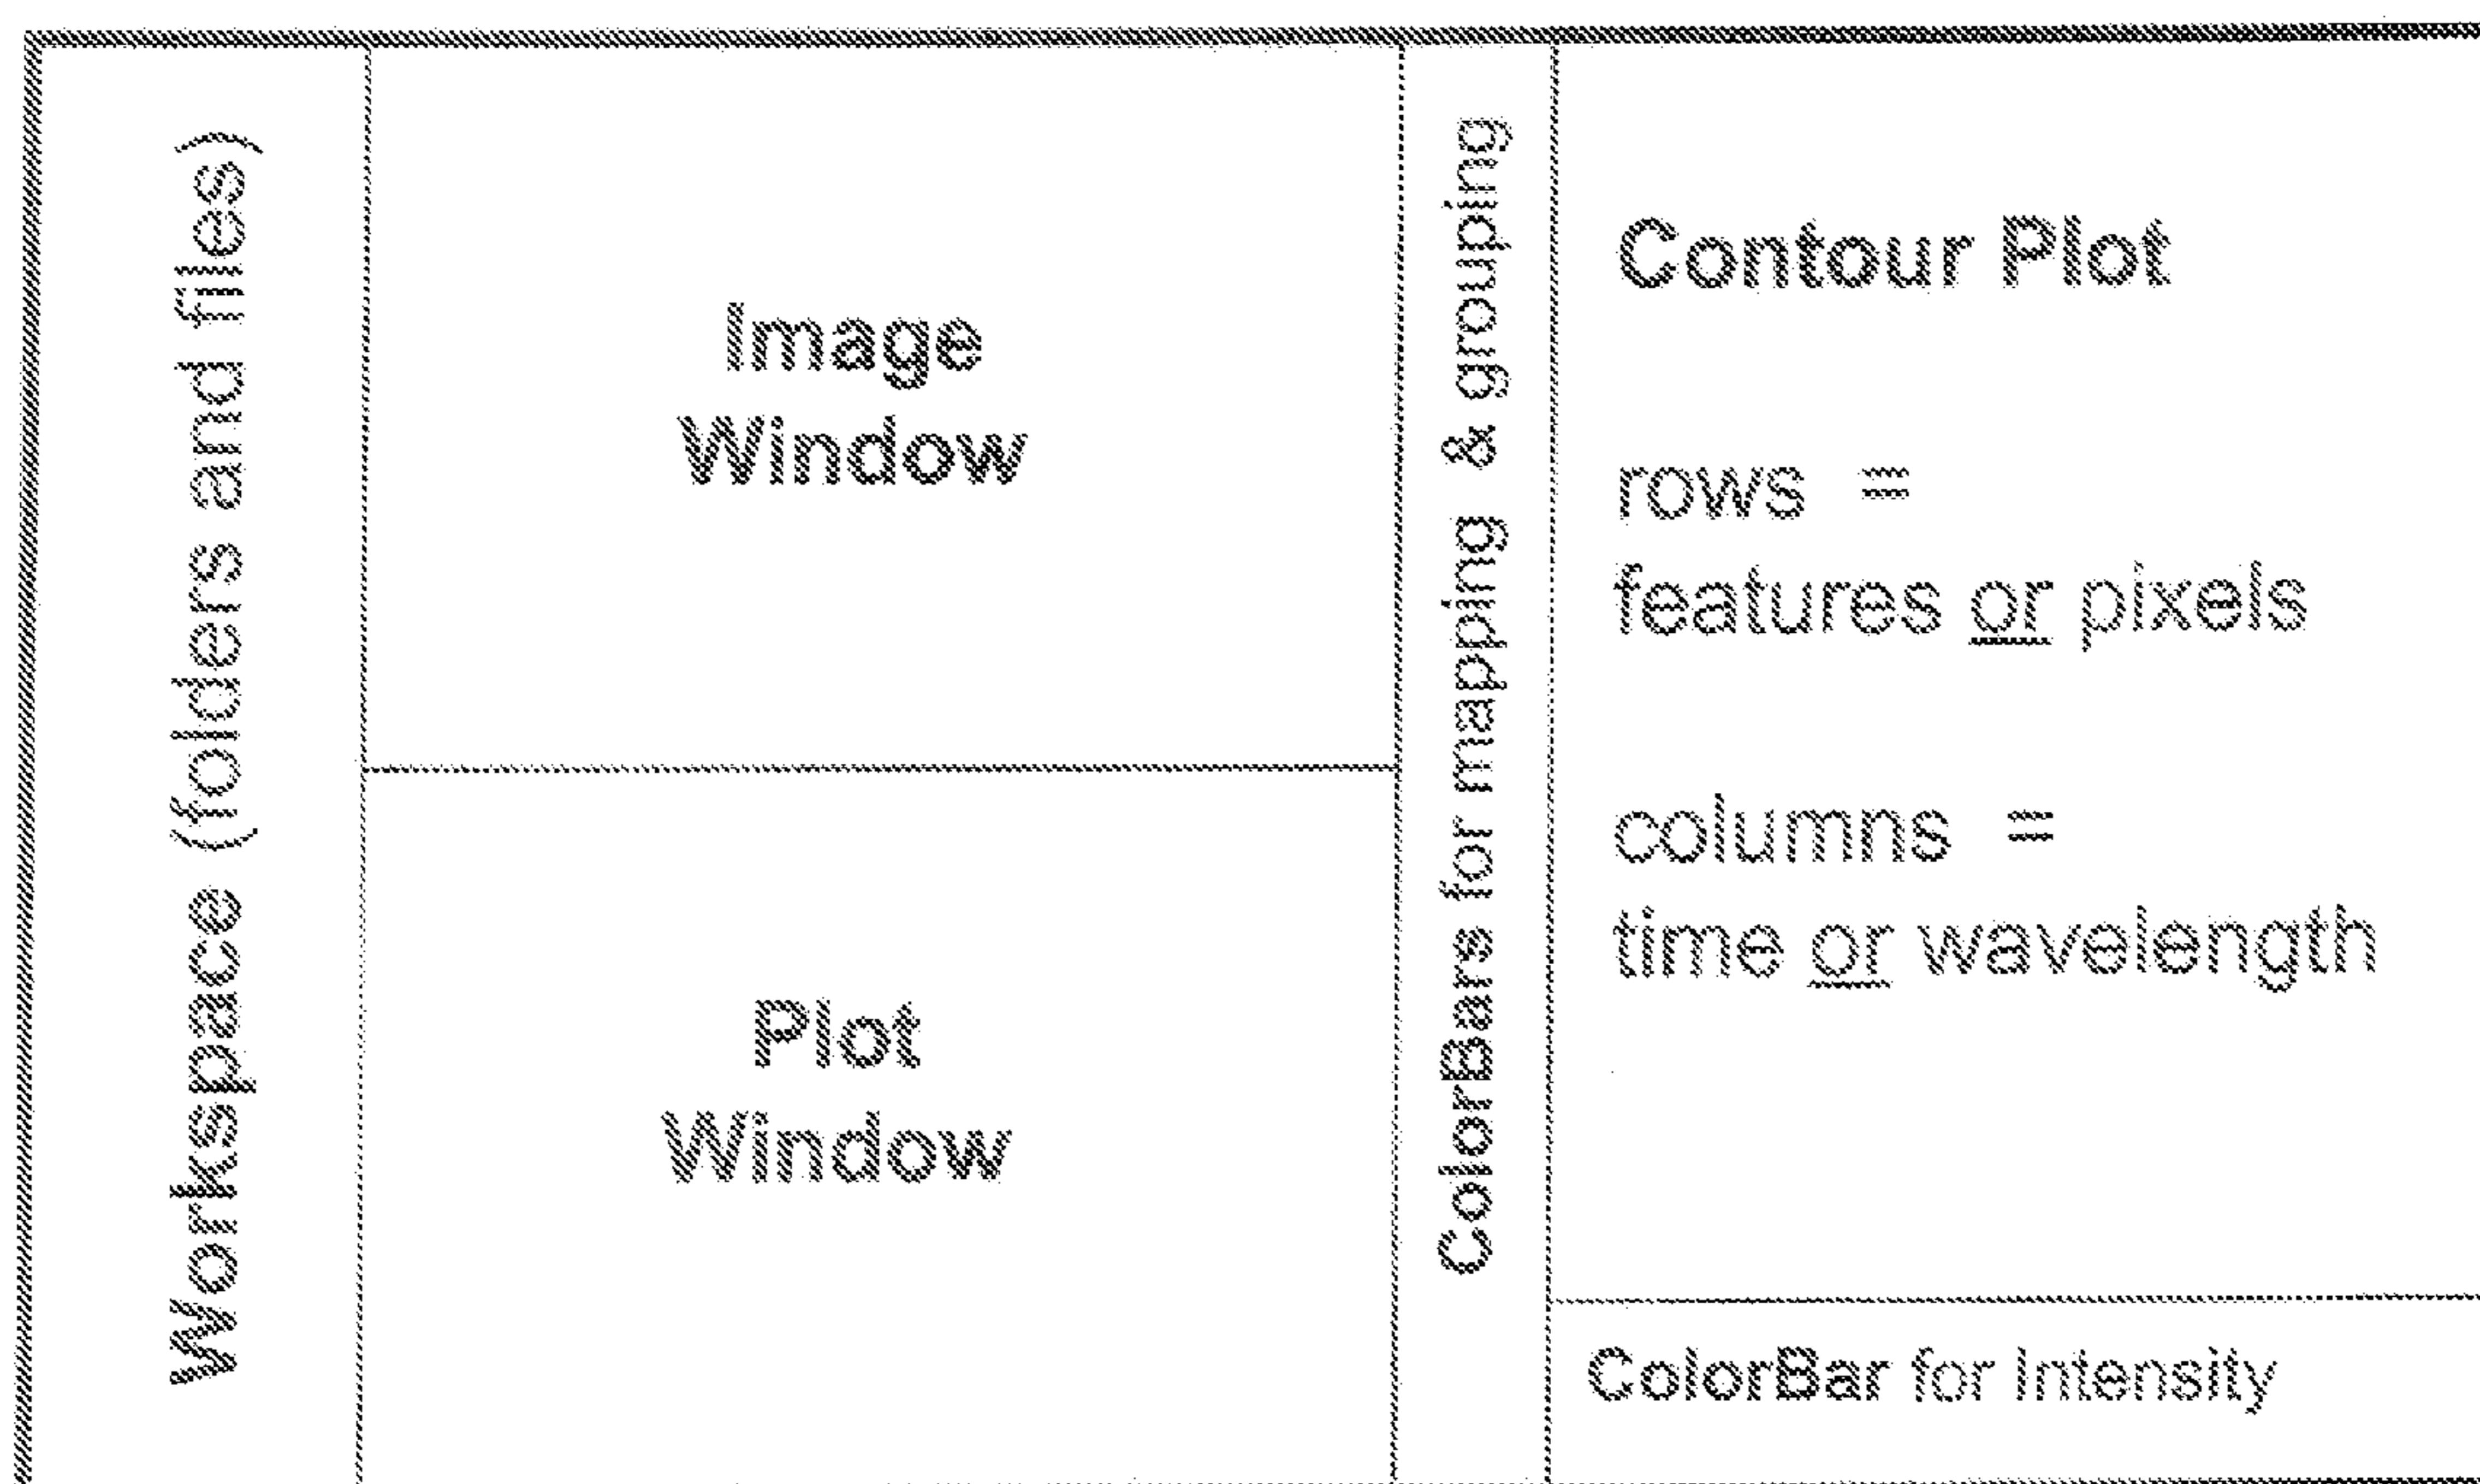 Workspace (folders and files)
Image
Window
Plot
Window
ColorBars for mapping & grouping
Contour Plot
rows =
features or pixels
columns =
time or wavelength
ColorBar for Intensity